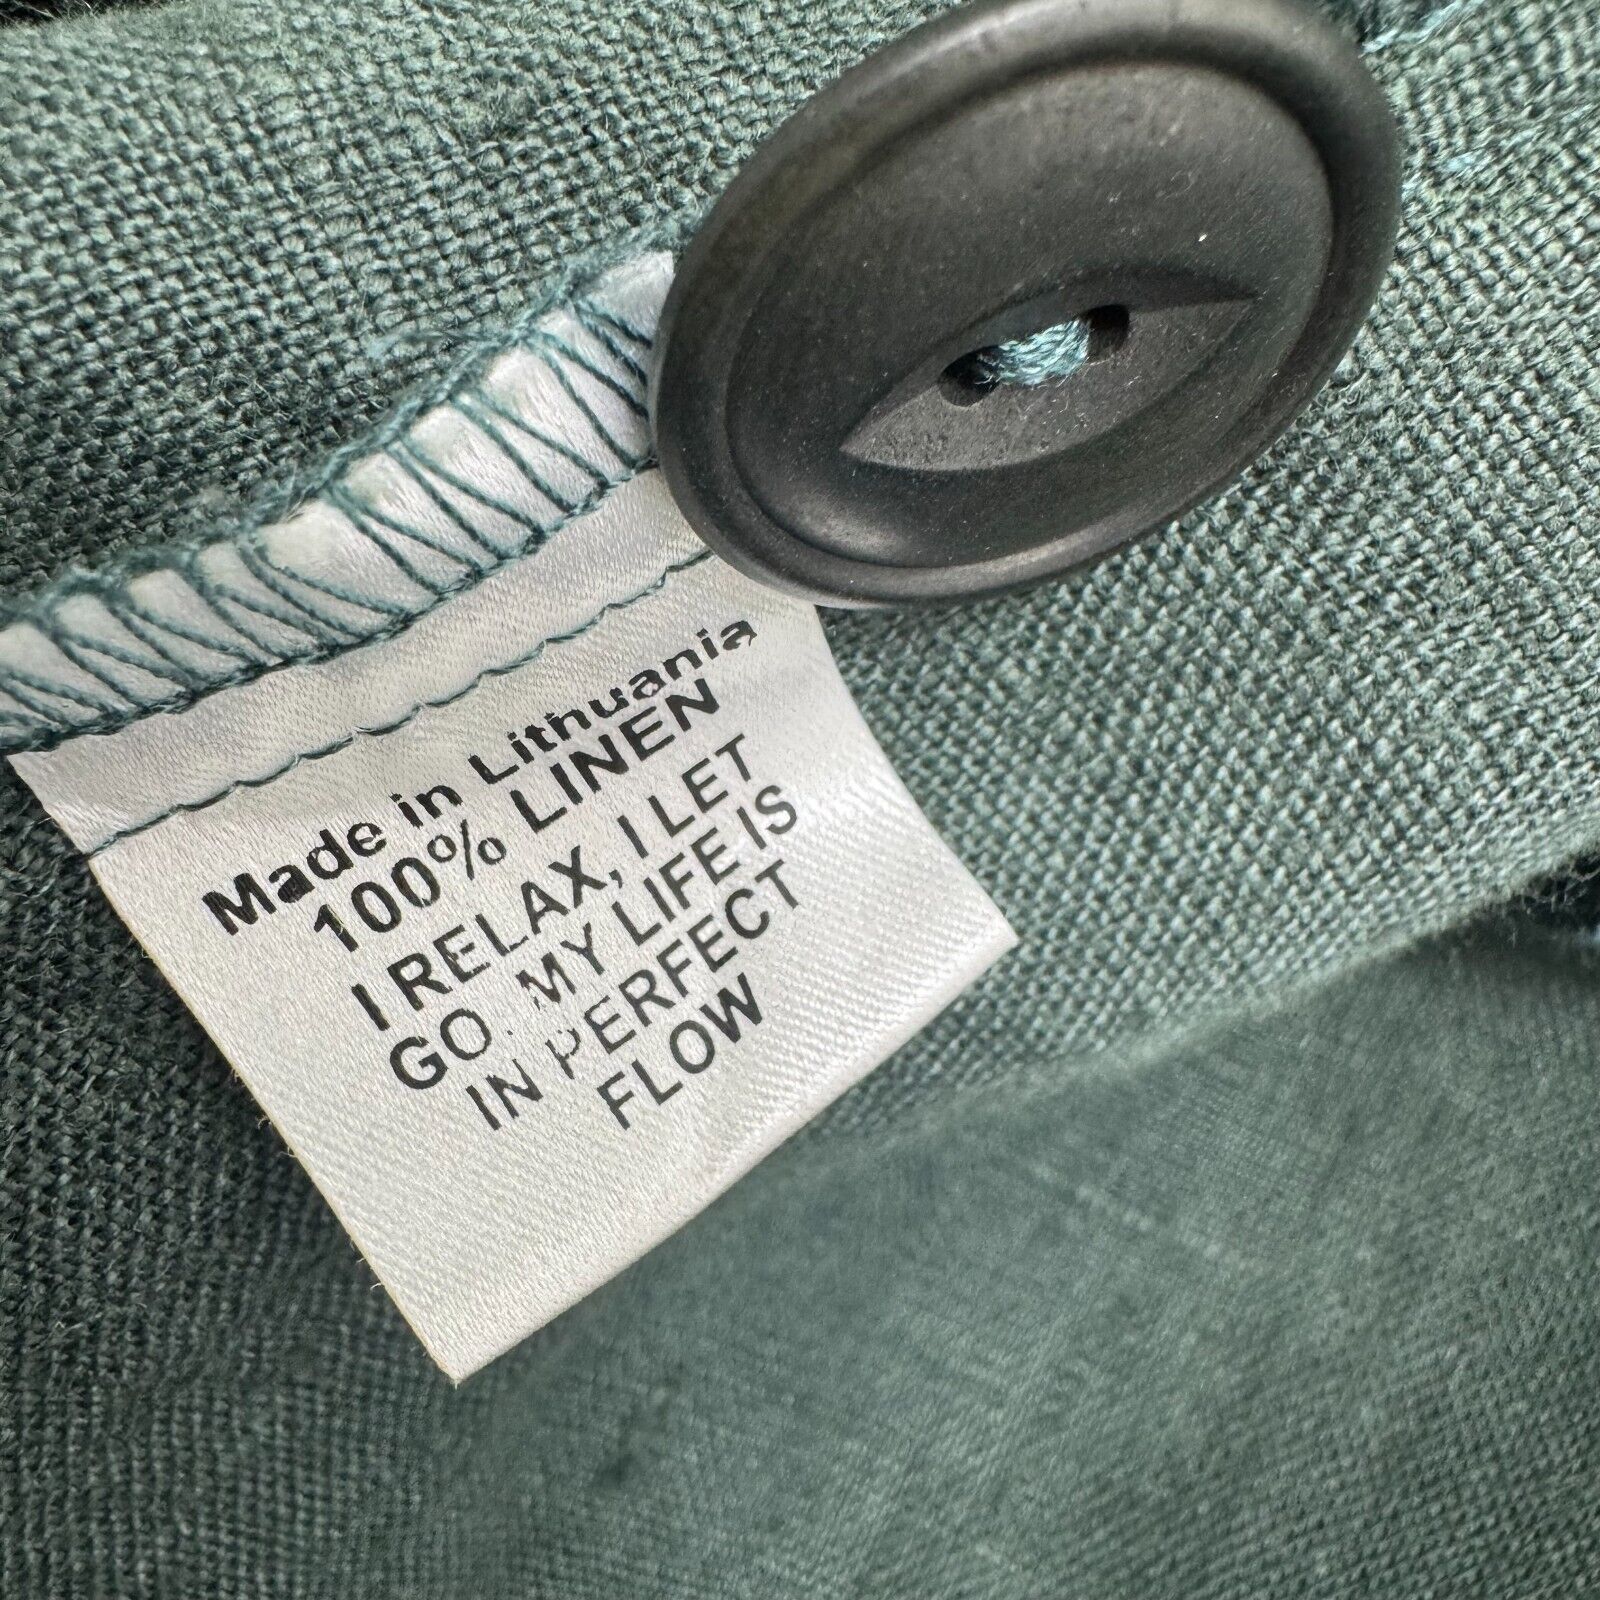 Made in Lithuania
100% LINEN
I RELAX, I LET
GO. MY LIFE IS
IN PERFECT
FLOW